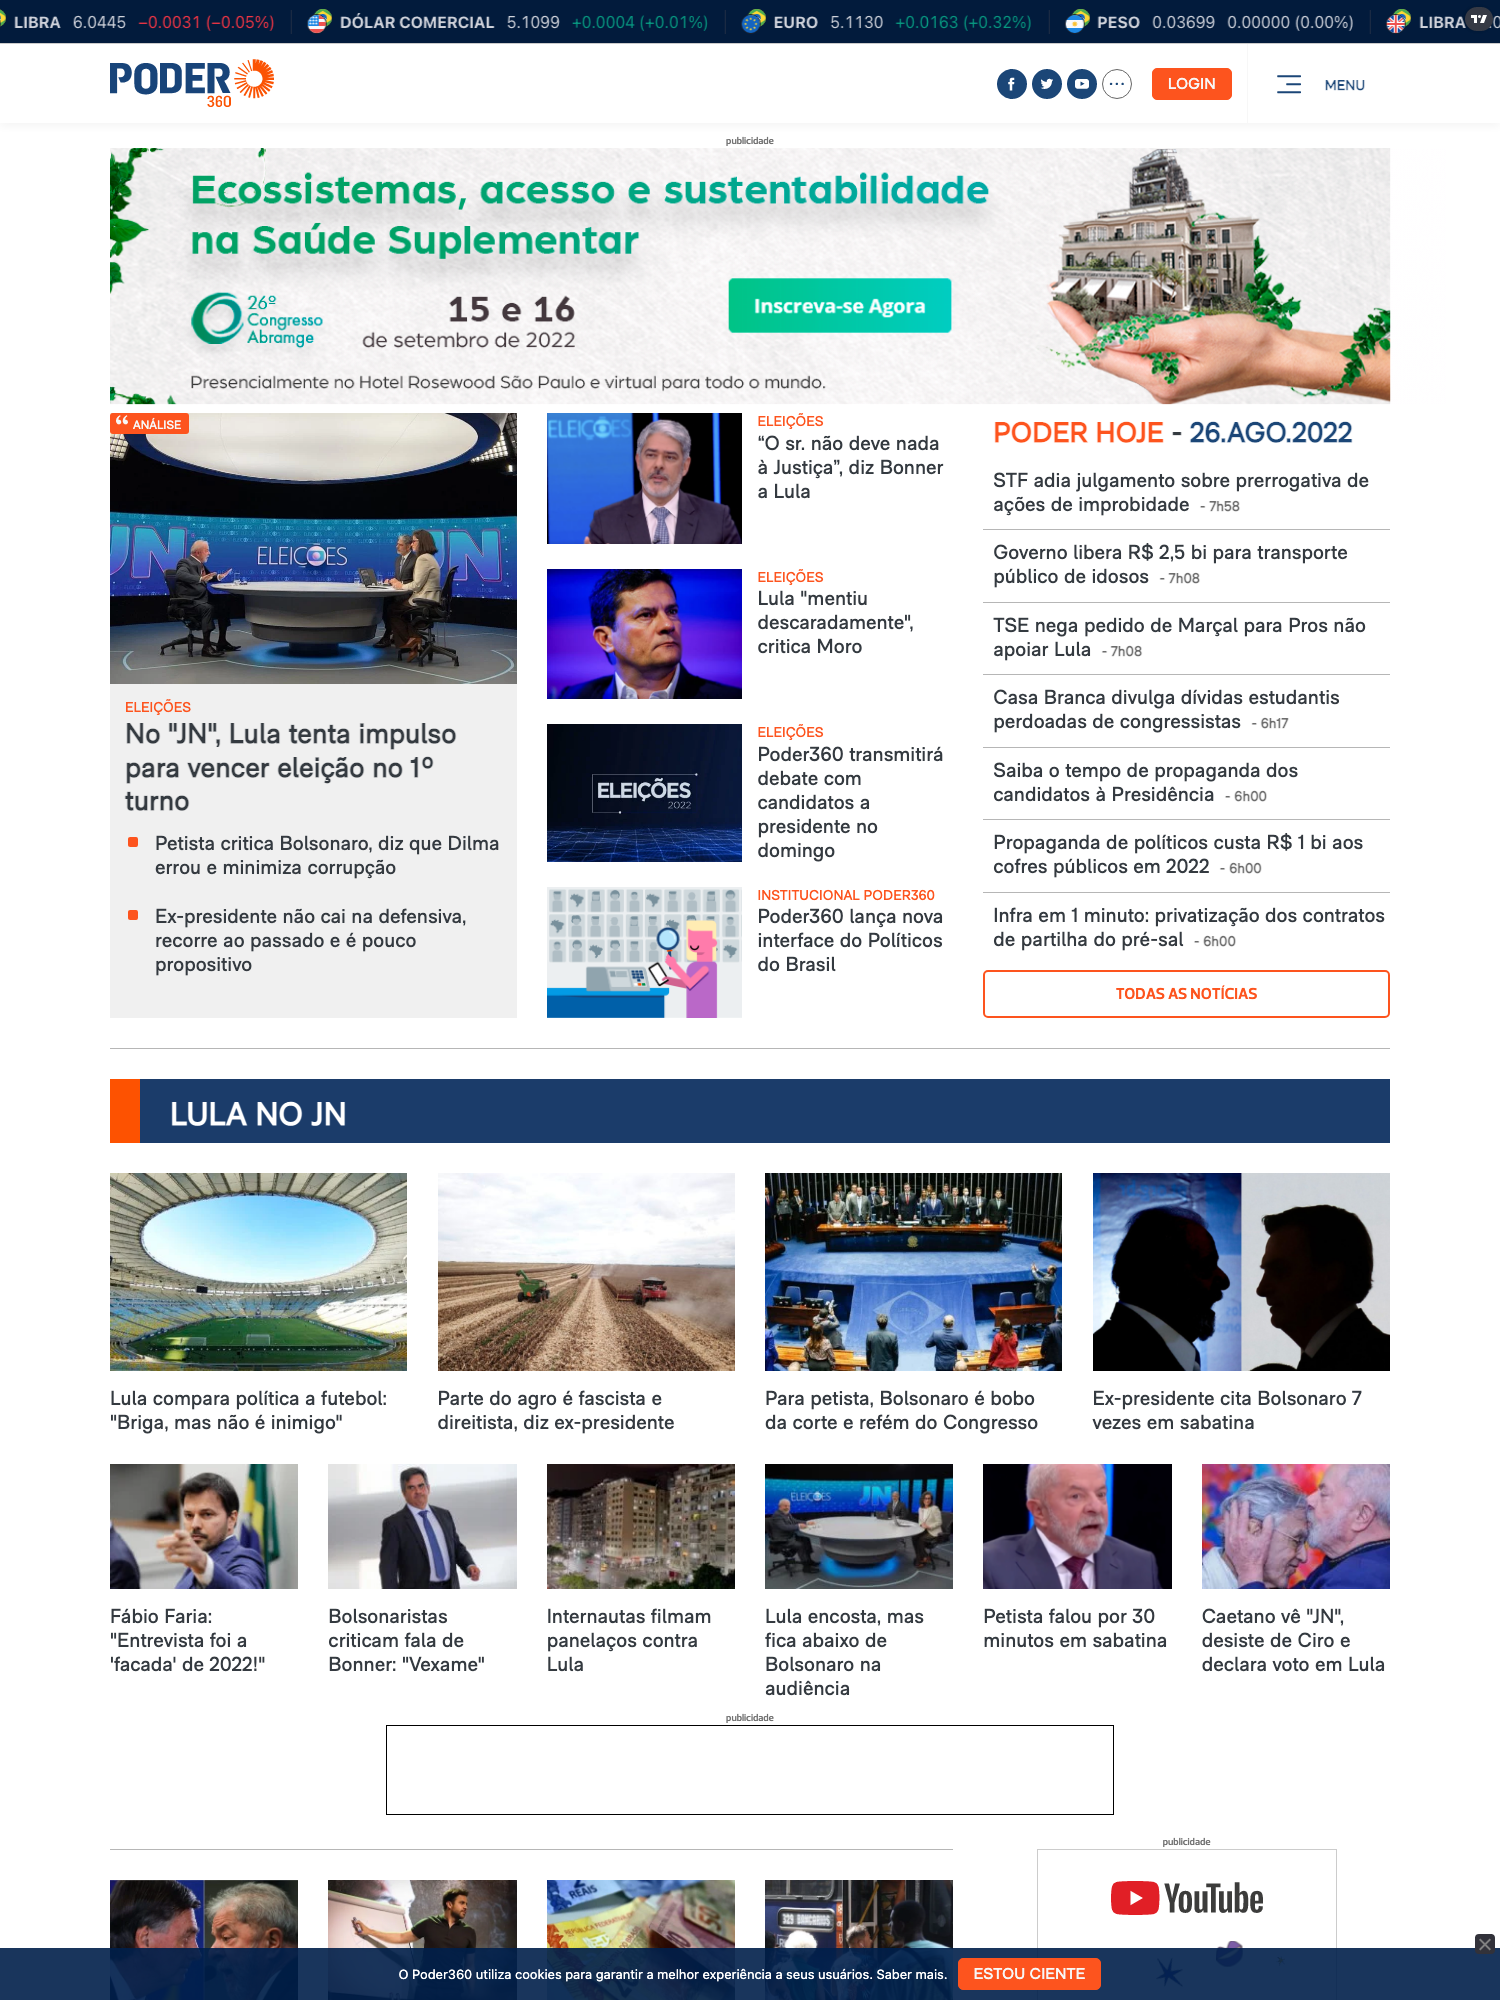 LIBRA 6.0445 −0.0031 (−0.05%) DÓLAR COMERCIAL 5.1099 +0.0004 (+0.01%) EURO 5.1130 +0.0163 (+0.32%) PESO 0.03699 0.00000 (0.00%) LIBRA
PODER
360
LOGIN
MENU
publicidade
Ecossistemas, acesso e sustentabilidade
na Saúde Suplementar
26º
Congresso
Abramge
15 e 16
de setembro de 2022
Inscreva-se Agora
Presencialmente no Hotel Rosewood São Paulo e virtual para todo o mundo.
“ ANÁLISE
JN
ELEIÇÕES
JN
ELEIÇÕES
No "JN", Lula tenta impulso
para vencer eleição no 1º
turno
Petista critica Bolsonaro, diz que Dilma
errou e minimiza corrupção
Ex-presidente não cai na defensiva,
recorre ao passado e é pouco
propositivo
ELEIÇÕES
ELEIÇÕES
“O sr. não deve nada
à Justiça”, diz Bonner
a Lula
ELEIÇÕES
Lula "mentiu
descaradamente",
critica Moro
ELEIÇÕES
2022
ELEIÇÕES
Poder360 transmitirá
debate com
candidatos a
presidente no
domingo
INSTITUCIONAL PODER360
Poder360 lança nova
interface do Políticos
do Brasil
PODER HOJE - 26.AGO.2022
STF adia julgamento sobre prerrogativa de
ações de improbidade - 7h58
Governo libera R$ 2,5 bi para transporte
público de idosos - 7h08
TSE nega pedido de Marçal para Pros não
apoiar Lula - 7h08
Casa Branca divulga dívidas estudantis
perdoadas de congressistas - 6h17
Saiba o tempo de propaganda dos
candidatos à Presidência - 6h00
Propaganda de políticos custa R$ 1 bi aos
cofres públicos em 2022 - 6h00
Infra em 1 minuto: privatização dos contratos
de partilha do pré-sal - 6h00
TODAS AS NOTÍCIAS
LULA NO JN
Lula compara política a futebol:
"Briga, mas não é inimigo"
Parte do agro é fascista e
direitista, diz ex-presidente
Para petista, Bolsonaro é bobo
da corte e refém do Congresso
Ex-presidente cita Bolsonaro 7
vezes em sabatina
ELEIÇÕES JN
Fábio Faria:
"Entrevista foi a
'facada' de 2022!"
Bolsonaristas
criticam fala de
Bonner: "Vexame"
Internautas filmam
panelaços contra
Lula
Lula encosta, mas
fica abaixo de
Bolsonaro na
audiência
Petista falou por 30
minutos em sabatina
Caetano vê "JN",
desiste de Ciro e
declara voto em Lula
publicidade
publicidade
YouTube
REAIS
329 BANCÁRIOS
O Poder360 utiliza cookies para garantir a melhor experiência a seus usuários. Saber mais.
ESTOU CIENTE